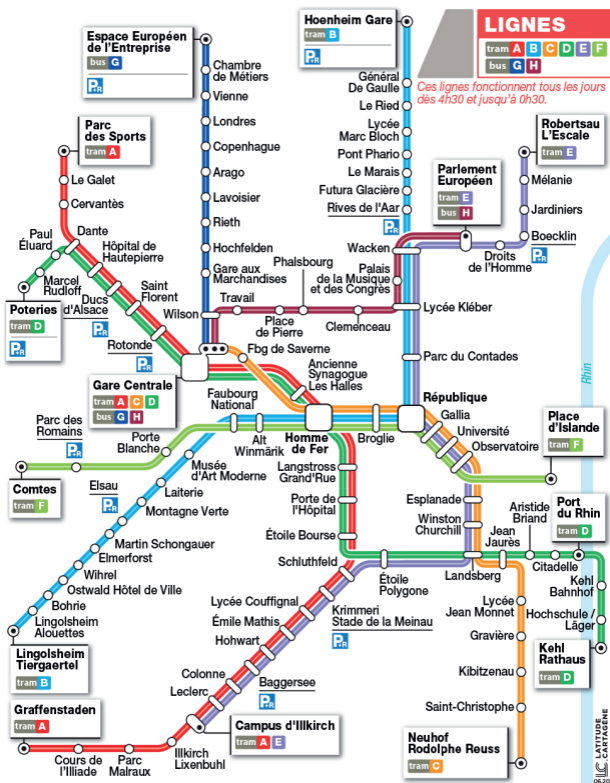 Espace Européen
de l'Entreprise
bus G
P+R
Hoenheim Gare
tram B
P+R
LIGNES
tram A B C D E F
bus G H
Ces lignes fonctionnent tous les jours
dès 4h30 et jusqu'à 0h30.
Chambre
de Métiers
Vienne
Londres
Copenhague
Arago
Lavoisier
Rieth
Hochfelden
Gare aux
Marchandises
Wilson
Général
De Gaulle
Le Ried
Lycée
Marc Bloch
Pont Phario
Le Marais
Futura Glacière
Rives de l'Aar
P+R
Wacken
Robertsau
L'Escale
tram E
Mélanie
Jardiniers
Boecklin
P+R
Droits
de l'Homme
Parlement
Européen
tram E
bus H
Parc
des Sports
tram A
Le Galet
Cervantès
Dante
Hôpital de
Hautepierre
Paul
Éluard
Marcel
Rudloff
Ducs
d'Alsace
P+R
Saint
Florent
Rotonde
P+R
Poteries
tram D
P+R
Phalsbourg
Travail
Place
de Pierre
Clemenceau
Palais
de la Musique
et des Congrès
Lycée Kléber
Parc du Contades
Rhin
Gare Centrale
tram A C D
bus G H
Fbg de Saverne
Ancienne
Synagogue
Les Halles
Faubourg
National
Alt
Winmärik
Homme
de Fer
Broglie
République
Gallia
Université
Observatoire
Place
d'Islande
tram F
Parc des
Romains
P+R
Porte
Blanche
Comtes
tram F
Elsau
P+R
Musée
d'Art Moderne
Laiterie
Montagne Verte
Martin Schongauer
Elmerforst
Wihrel
Ostwald Hôtel de Ville
Bohrie
Lingolsheim
Alouettes
Lingolsheim
Tiergaertel
tram B
Langstross
Grand'Rue
Porte de
l'Hôpital
Étoile Bourse
Schluthfeld
Esplanade
Winston
Churchill
Jean
Jaurès
Aristide
Briand
Port
du Rhin
tram D
Landsberg
Citadelle
Kehl
Bahnhof
Hochschule /
Läger
Kehl
Rathaus
tram D
Étoile
Polygone
Krimmeri
Stade de la Meinau
P+R
Lycée Couffignal
Émile Mathis
Hohwart
Colonne
Leclerc
Baggersee
P+R
Lycée
Jean Monnet
Gravière
Kibitzenau
Saint-Christophe
Neuhof
Rodolphe Reuss
tram C
Graffenstaden
tram A
Cours de
l'Illiade
Parc
Malraux
Illkirch
Lixenbuhl
Campus d'Illkirch
tram A E
LATITUDE
CARTAGÈNE